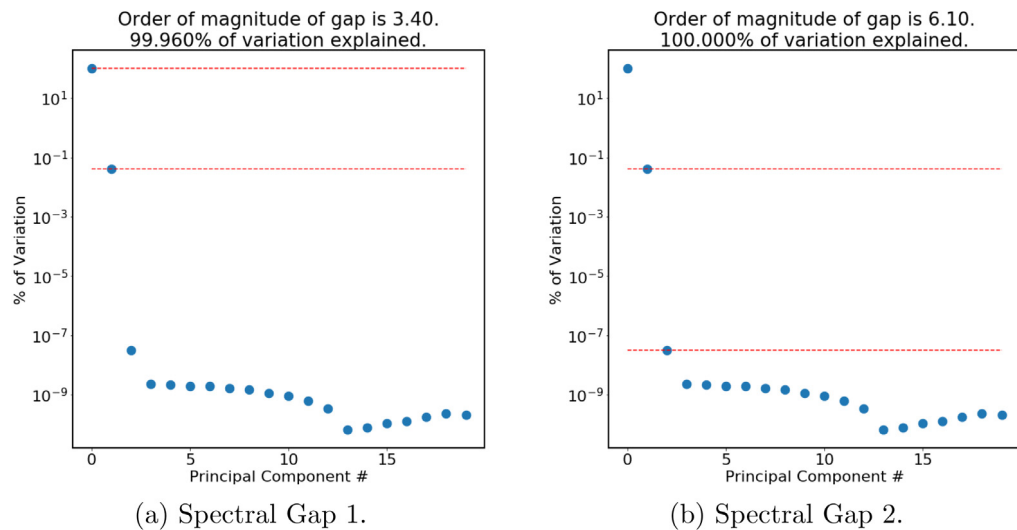 Order of magnitude of gap is 3.40.
99.960% of variation explained.
% of Variation
10^1
10^-1
10^-3
10^-5
10^-7
10^-9
0
5
10
15
Principal Component #
(a) Spectral Gap 1.
Order of magnitude of gap is 6.10.
100.000% of variation explained.
% of Variation
10^1
10^-1
10^-3
10^-5
10^-7
10^-9
0
5
10
15
Principal Component #
(b) Spectral Gap 2.